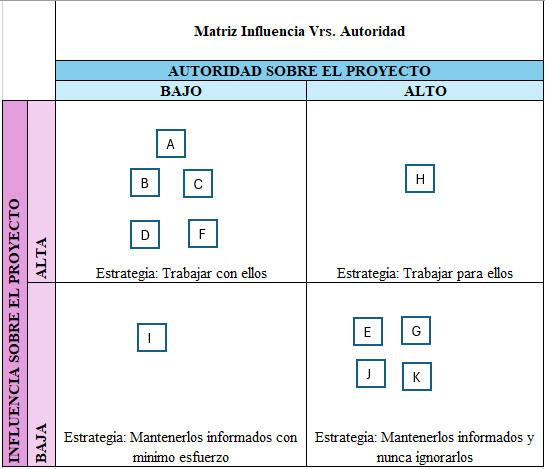 Matriz Influencia Vrs. Autoridad
AUTORIDAD SOBRE EL PROYECTO
BAJO
ALTO
INFLUENCIA SOBRE EL PROYECTO
ALTA
A
B
C
D
F
Estrategia: Trabajar con ellos
H
Estrategia: Trabajar para ellos
BAJA
I
Estrategia: Mantenerlos informados con
minimo esfuerzo
E
G
J
K
Estrategia: Mantenerlos informados y
nunca ignorarlos